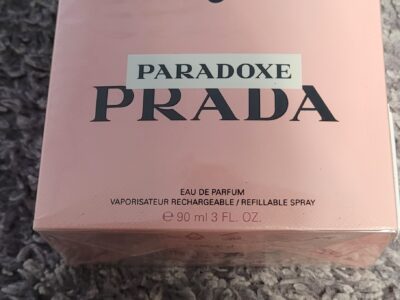 PARADOXE
PRADA
EAU DE PARFUM
VAPORISATEUR RECHARGEABLE / REFILLABLE SPRAY
℮ 90 ml 3 FL. OZ.